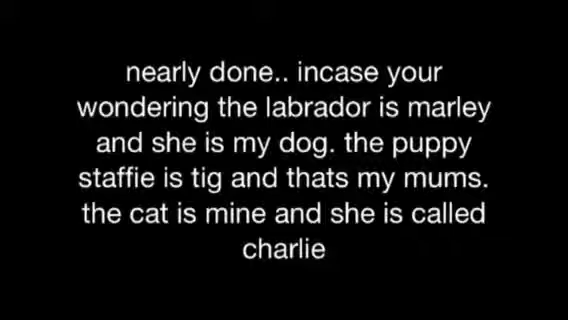 nearly done.. incase your
wondering the labrador is marley
and she is my dog. the puppy
staffie is tig and thats my mums.
the cat is mine and she is called
charlie